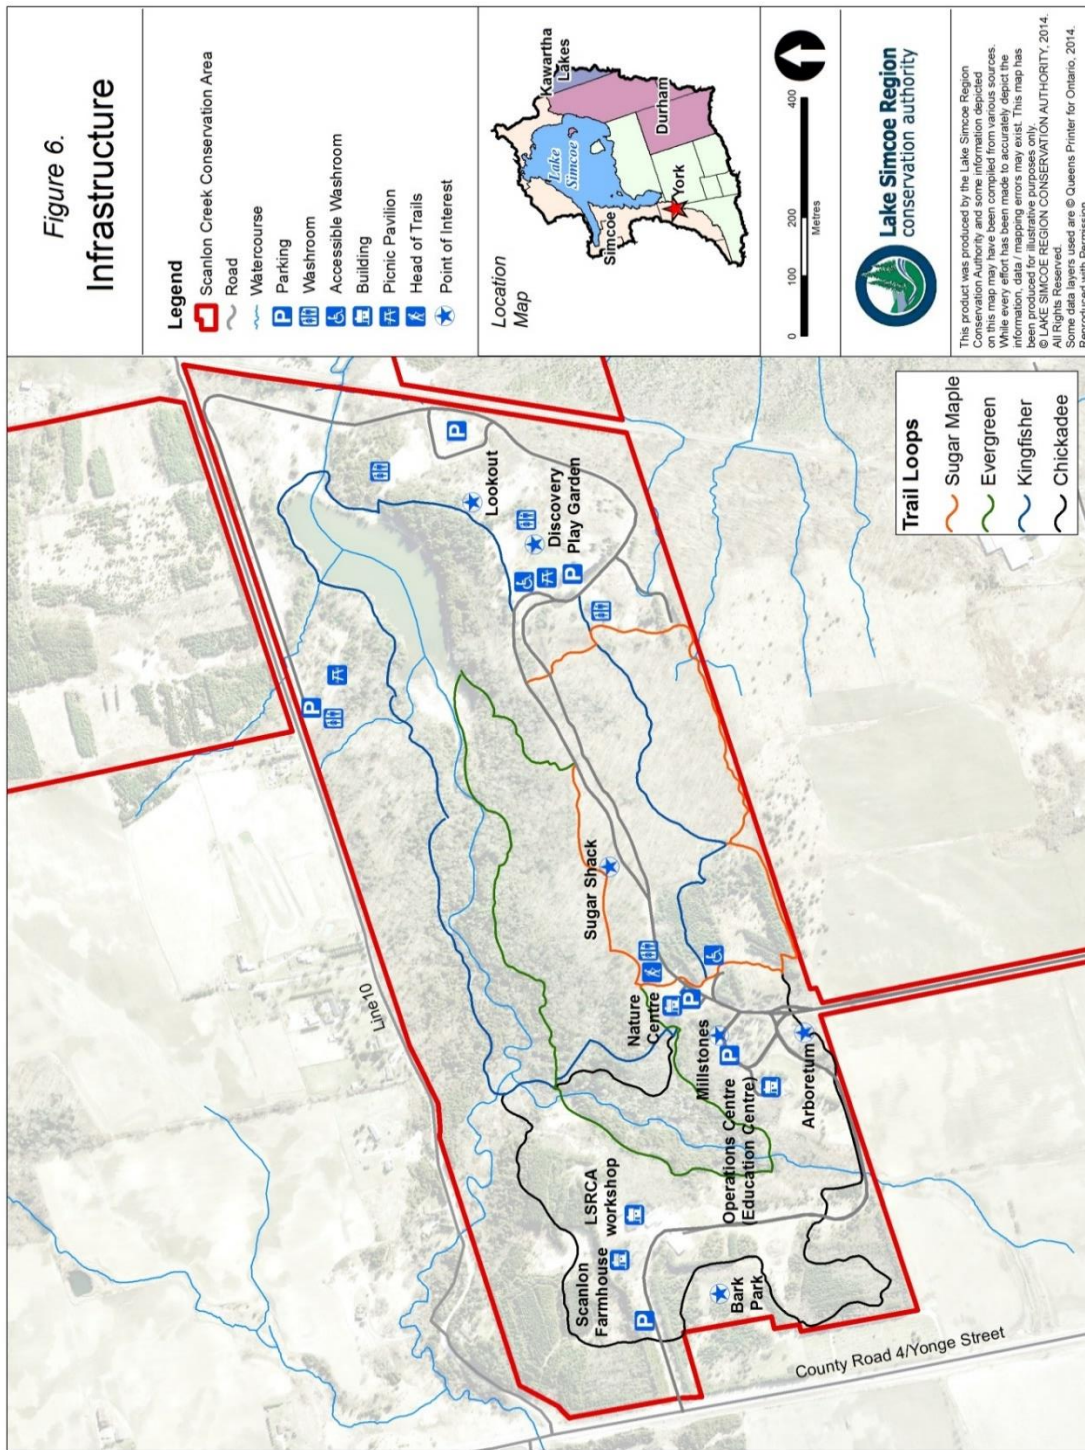 Figure 6.
Infrastructure
Legend
Scanlon Creek Conservation Area
Road
Watercourse
Parking
Washroom
Accessible Washroom
Building
Picnic Pavilion
Head of Trails
Point of Interest
Location
Map
Kawartha
Lakes
Lake
Simcoe
Simcoe
Durham
York
0 100 200 400
Metres
Lake Simcoe Region
conservation authority
This product was produced by the Lake Simcoe Region
Conservation Authority and some information depicted
on this map may have been compiled from various sources.
While every effort has been made to accurately depict the
information, data / mapping errors may exist. This map has
been produced for illustrative purposes only.
© LAKE SIMCOE REGION CONSERVATION AUTHORITY, 2014.
All Rights Reserved.
Some data layers used are © Queens Printer for Ontario, 2014.
Reproduced with Permission
Line10
P
P
Lookout
Discovery
Play Garden
P
Sugar Shack
Nature
Centre
P
Millstones
P
Operations Centre
(Education Centre)
Arboretum
LSRCA
workshop
Scanlon
Farmhouse
P
Bark
Park
County Road 4/Yonge Street
Trail Loops
Sugar Maple
Evergreen
Kingfisher
Chickadee